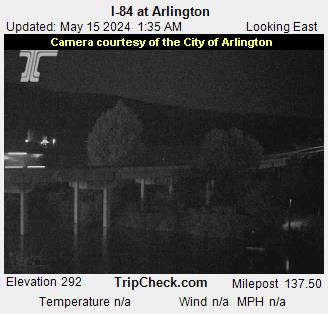 I-84 at Arlington
Updated: May 15 2024 1:35 AM Looking East
Camera courtesy of the City of Arlington
Elevation 292 TripCheck.com Milepost 137.50
Temperature n/a Wind n/a MPH n/a